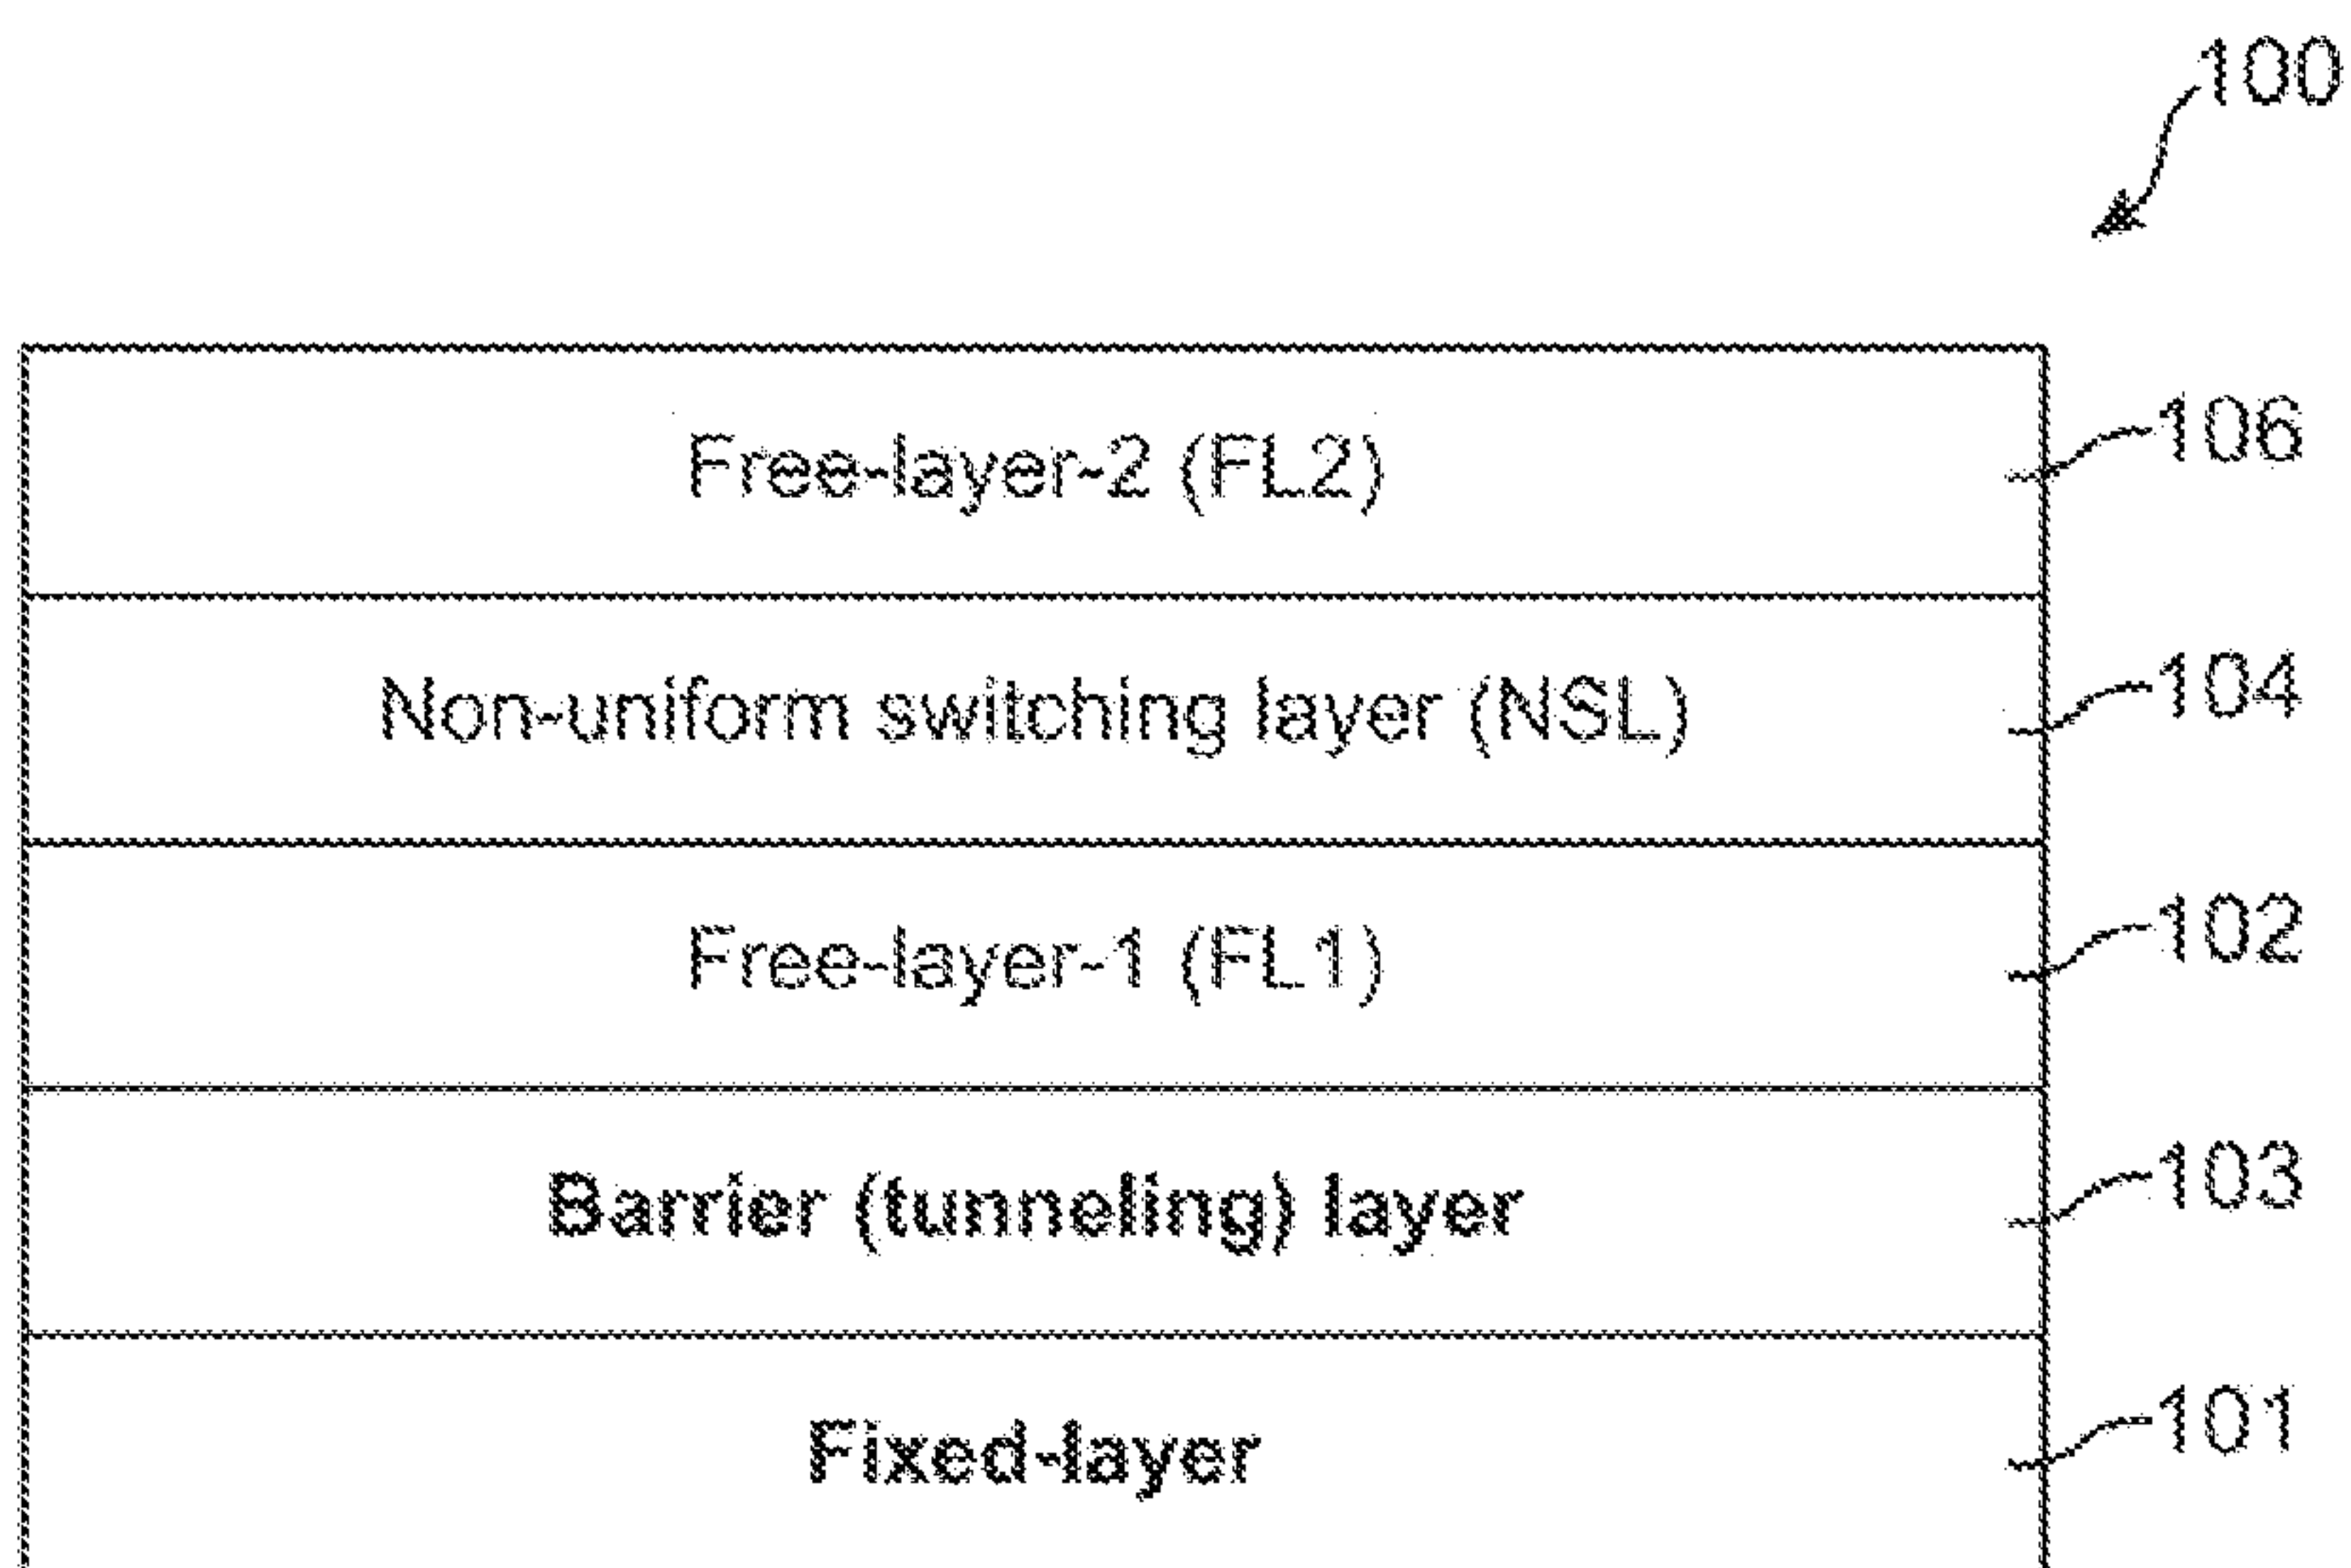 100
Free-layer-2 (FL2)
106
Non-uniform switching layer (NSL)
104
Free-layer-1 (FL1)
102
Barrier (tunneling) layer
103
Fixed-layer
101